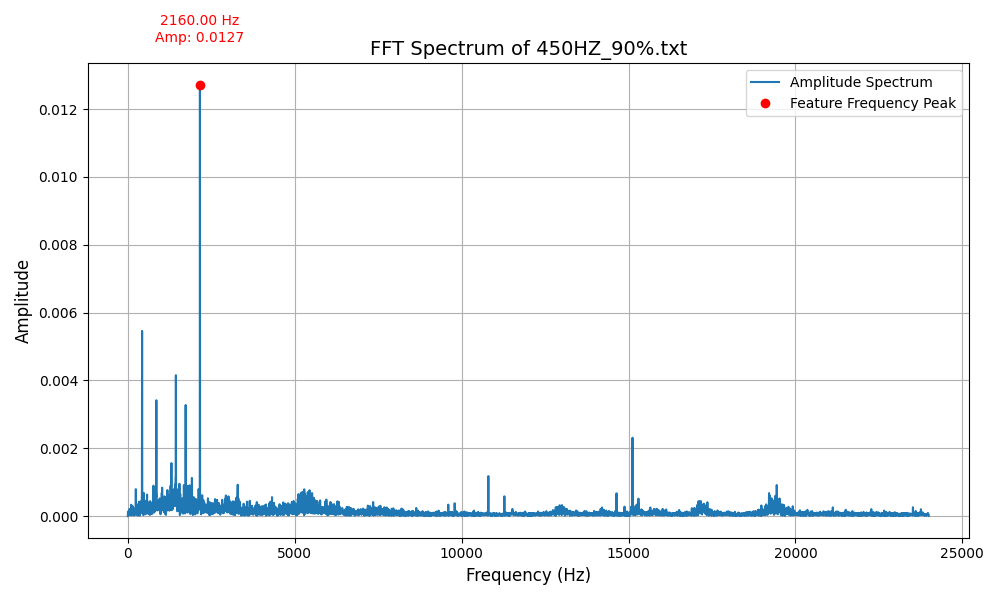 2160.00 Hz
Amp: 0.0127
FFT Spectrum of 450HZ_90%.txt
Amplitude Spectrum
Feature Frequency Peak
0.012
0.010
0.008
0.006
0.004
0.002
0.000
Amplitude
0 5000 10000 15000 20000 25000
Frequency (Hz)